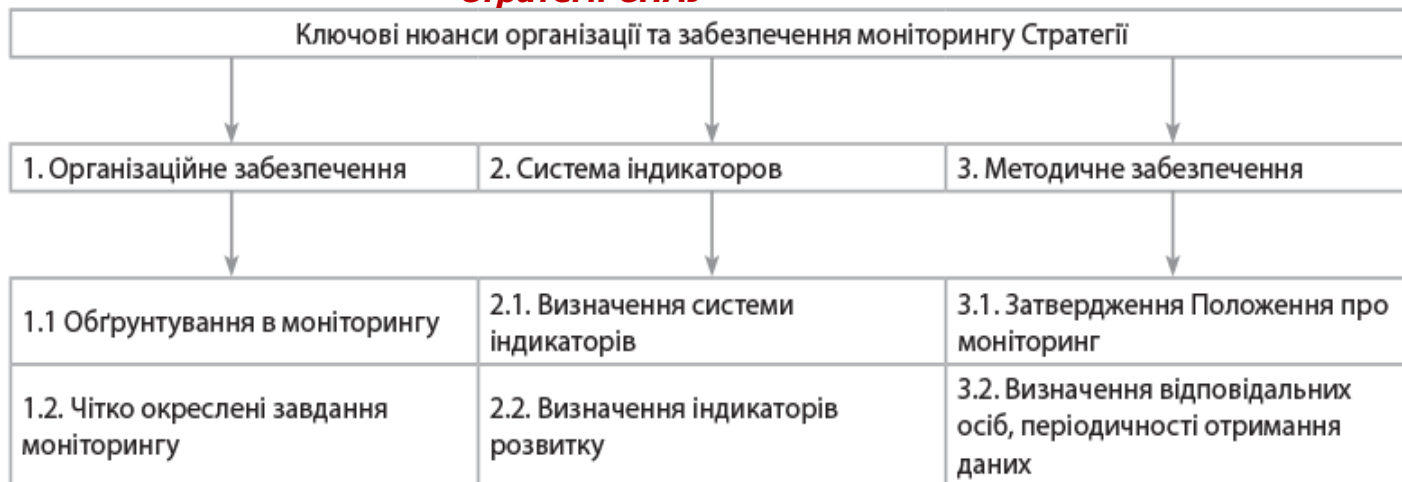 Ключові нюанси організації та забезпечення моніторингу Стратегії
1. Організаційне забезпечення
2. Система індикаторов
3. Методичне забезпечення
1.1 Обґрунтування в моніторингу
2.1. Визначення системи
індикаторів
3.1. Затвердження Положення про
моніторинг
1.2. Чітко окреслені завдання
моніторингу
2.2. Визначення індикаторів
розвитку
3.2. Визначення відповідальних
осіб, періодичності отримання
даних